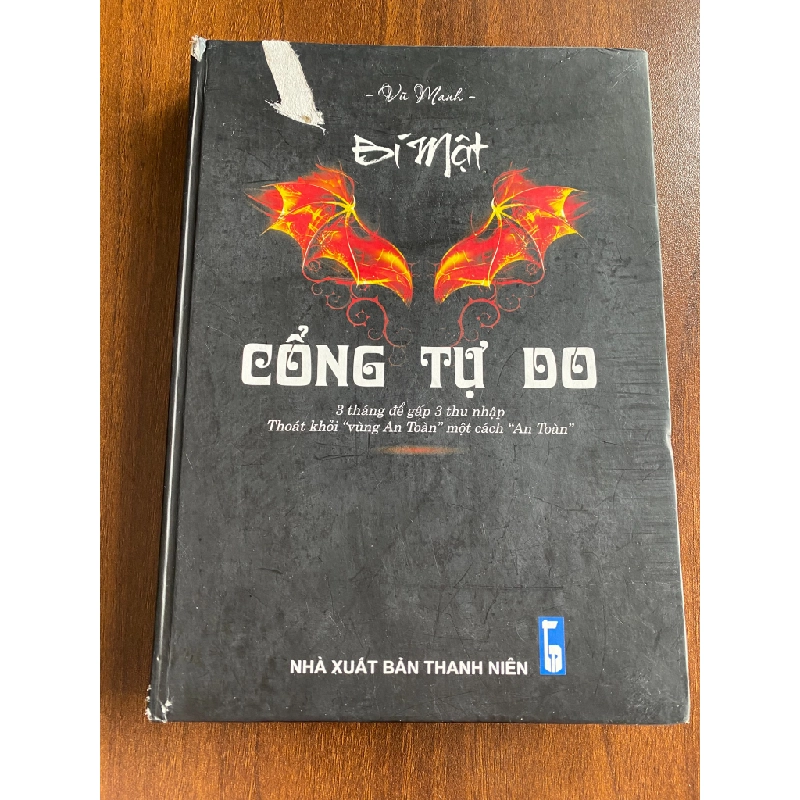 - Vũ Mạnh -
Bí Mật
CỔNG TỰ DO
3 tháng để gấp 3 thu nhập
Thoát khỏi “vùng An Toàn” một cách “An Toàn”
NHÀ XUẤT BẢN THANH NIÊN